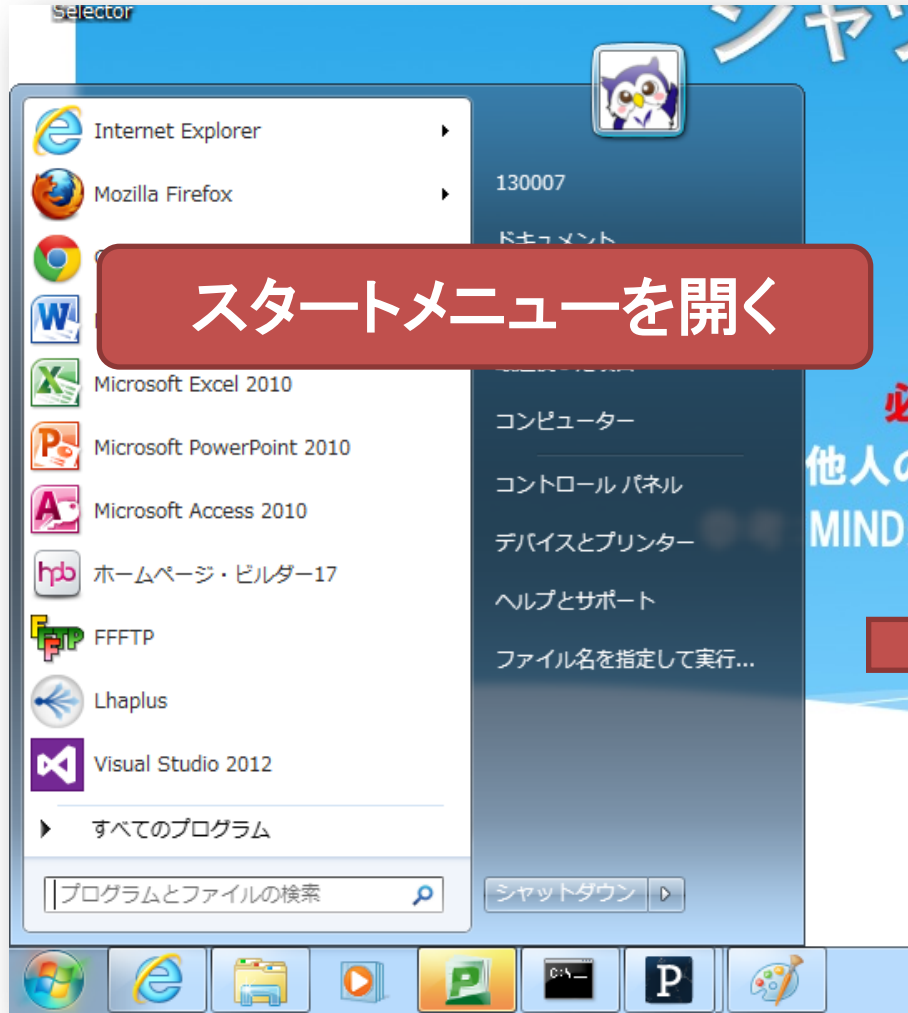 Selector
シャッ
Internet Explorer
Mozilla Firefox
130007
ドキュメント
スタートメニューを開く
Microsoft Excel 2010
コンピューター
Microsoft PowerPoint 2010
必
他人の
コントロール パネル
Microsoft Access 2010
MIND
デバイスとプリンター
hpb
ホームページ・ビルダー17
ヘルプとサポート
FFFTP
ファイル名を指定して実行...
Lhaplus
Visual Studio 2012
すべてのプログラム
プログラムとファイルの検索
シャットダウン
C:\_
P